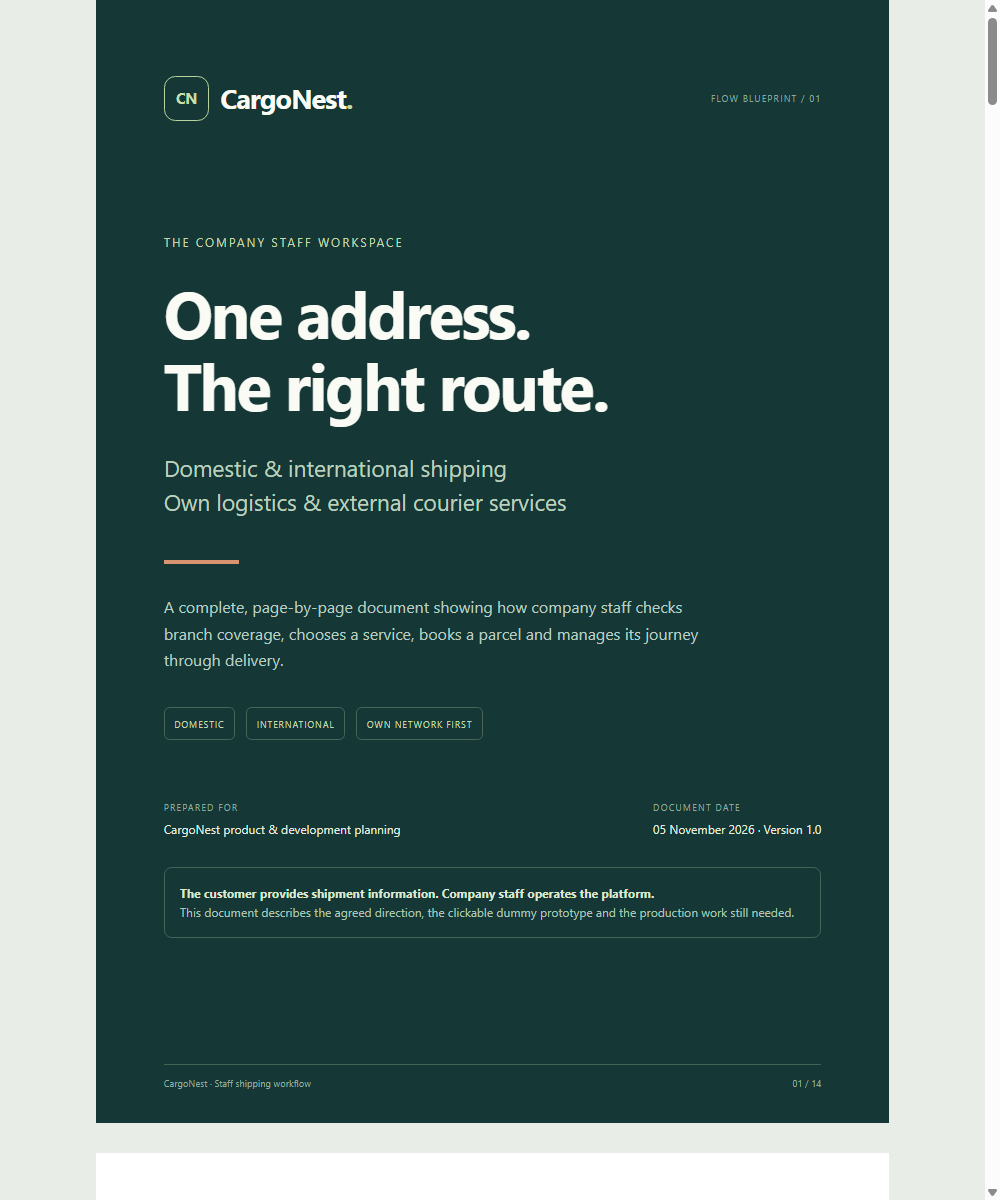 CN
CargoNest.
FLOW BLUEPRINT / 01
THE COMPANY STAFF WORKSPACE
One address.
The right route.
Domestic & international shipping
Own logistics & external courier services
A complete, page-by-page document showing how company staff checks
branch coverage, chooses a service, books a parcel and manages its journey
through delivery.
DOMESTIC
INTERNATIONAL
OWN NETWORK FIRST
PREPARED FOR
CargoNest product & development planning
DOCUMENT DATE
05 November 2026 · Version 1.0
The customer provides shipment information. Company staff operates the platform.
This document describes the agreed direction, the clickable dummy prototype and the production work still needed.
CargoNest · Staff shipping workflow
01 / 14